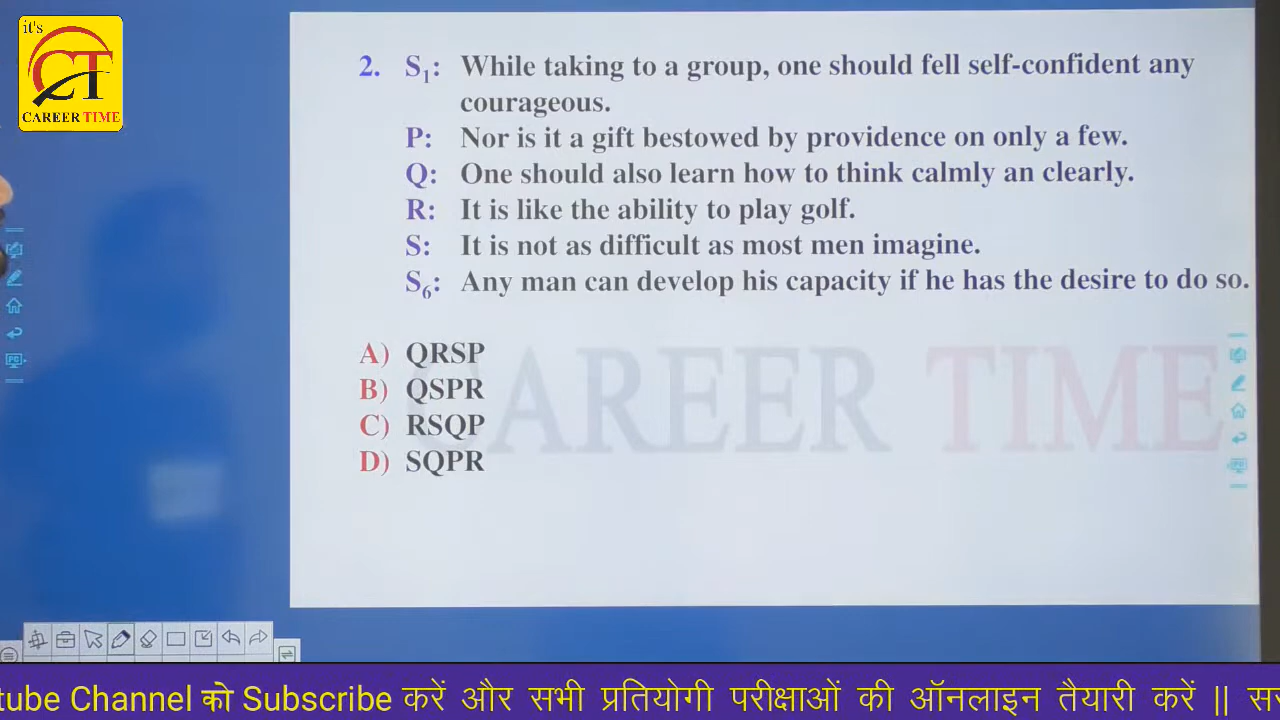 it's
CT
CAREER TIME
2. S1: While taking to a group, one should fell self-confident any
courageous.
P: Nor is it a gift bestowed by providence on only a few.
Q: One should also learn how to think calmly an clearly.
R: It is like the ability to play golf.
S: It is not as difficult as most men imagine.
S6: Any man can develop his capacity if he has the desire to do so.
A) QRSP
B) QSPR
C) RSQP
D) SQPR
CAREER TIME
tube Channel को Subscribe करें और सभी प्रतियोगी परीक्षाओं की ऑनलाइन तैयारी करें ||